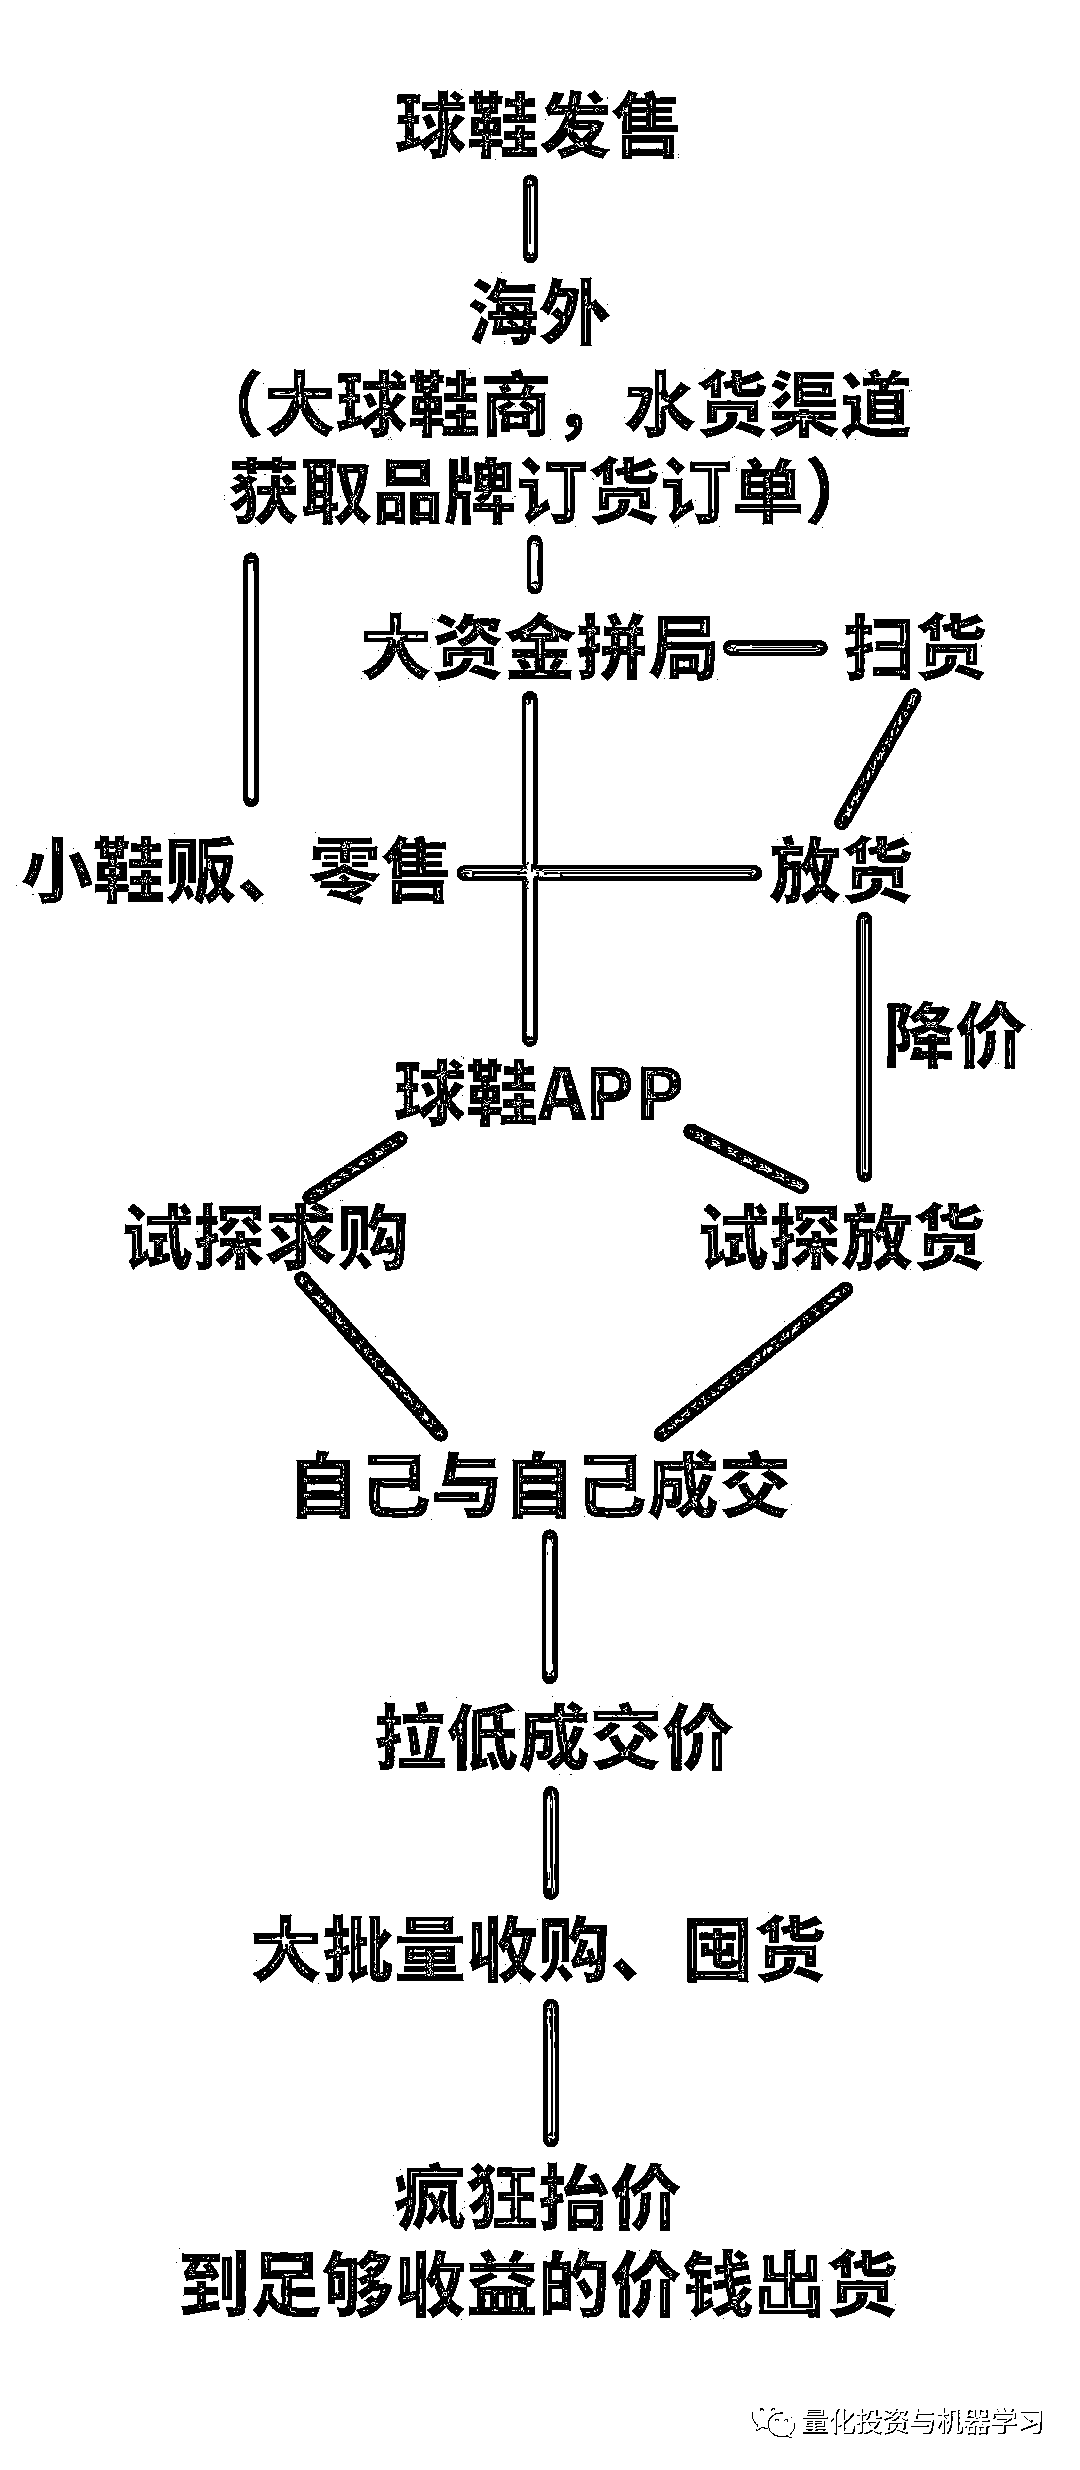 球鞋发售
海外
（大球鞋商，水货渠道
获取品牌订货订单）
大资金拼局
扫货
小鞋贩、零售
放货
降价
球鞋APP
试探求购
试探放货
自己与自己成交
拉低成交价
大批量收购、囤货
疯狂抬价
到足够收益的价钱出货
量化投资与机器学习